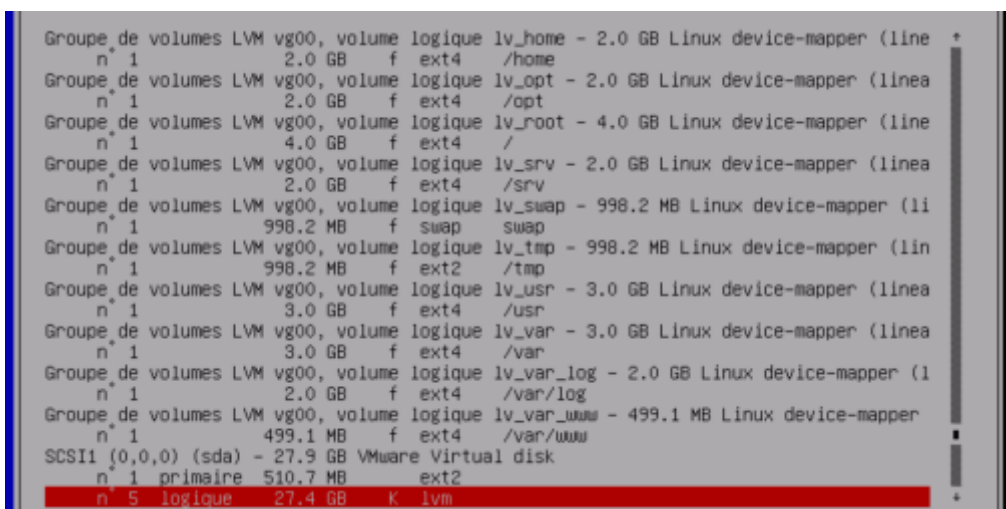 Groupe de volumes LVM vg00, volume logique lv_home - 2.0 GB Linux device-mapper (line
n° 1 2.0 GB f ext4 /home
Groupe de volumes LVM vg00, volume logique lv_opt - 2.0 GB Linux device-mapper (linea
n° 1 2.0 GB f ext4 /opt
Groupe de volumes LVM vg00, volume logique lv_root - 4.0 GB Linux device-mapper (line
n° 1 4.0 GB f ext4 /
Groupe de volumes LVM vg00, volume logique lv_srv - 2.0 GB Linux device-mapper (linea
n° 1 2.0 GB f ext4 /srv
Groupe de volumes LVM vg00, volume logique lv_swap - 998.2 MB Linux device-mapper (li
n° 1 998.2 MB f swap swap
Groupe de volumes LVM vg00, volume logique lv_tmp - 998.2 MB Linux device-mapper (lin
n° 1 998.2 MB f ext2 /tmp
Groupe de volumes LVM vg00, volume logique lv_usr - 3.0 GB Linux device-mapper (linea
n° 1 3.0 GB f ext4 /usr
Groupe de volumes LVM vg00, volume logique lv_var - 3.0 GB Linux device-mapper (linea
n° 1 3.0 GB f ext4 /var
Groupe de volumes LVM vg00, volume logique lv_var_log - 2.0 GB Linux device-mapper (l
n° 1 2.0 GB f ext4 /var/log
Groupe de volumes LVM vg00, volume logique lv_var_www - 499.1 MB Linux device-mapper
n° 1 499.1 MB f ext4 /var/www
SCSI1 (0,0,0) (sda) - 27.9 GB VMware Virtual disk
n° 1 primaire 510.7 MB ext2
n° 5 logique 27.4 GB K lvm